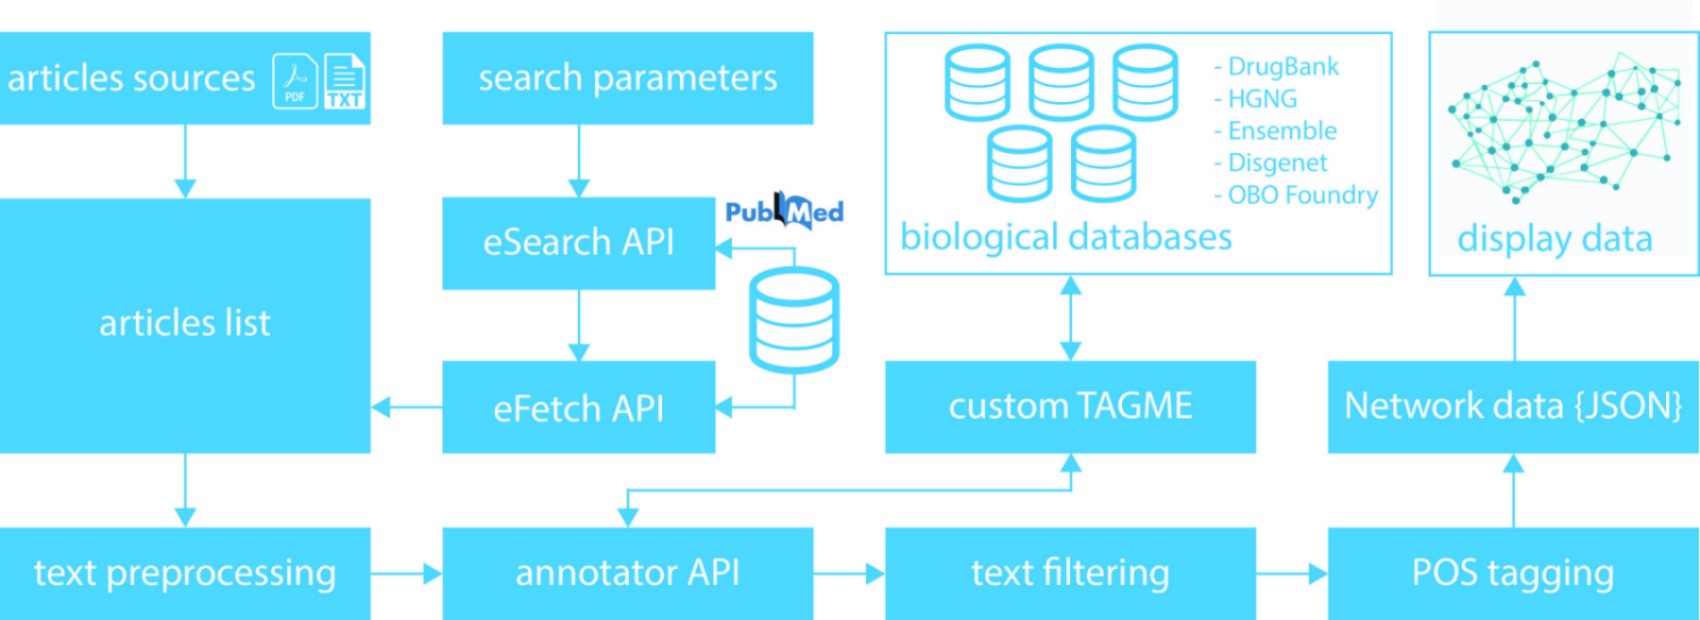 articles sources
PDF
TXT
search parameters
- DrugBank
- HGNG
- Ensemble
- Disgenet
- OBO Foundry
biological databases
display data
PubMed
eSearch API
articles list
eFetch API
custom TAGME
Network data {JSON}
text preprocessing
annotator API
text filtering
POS tagging